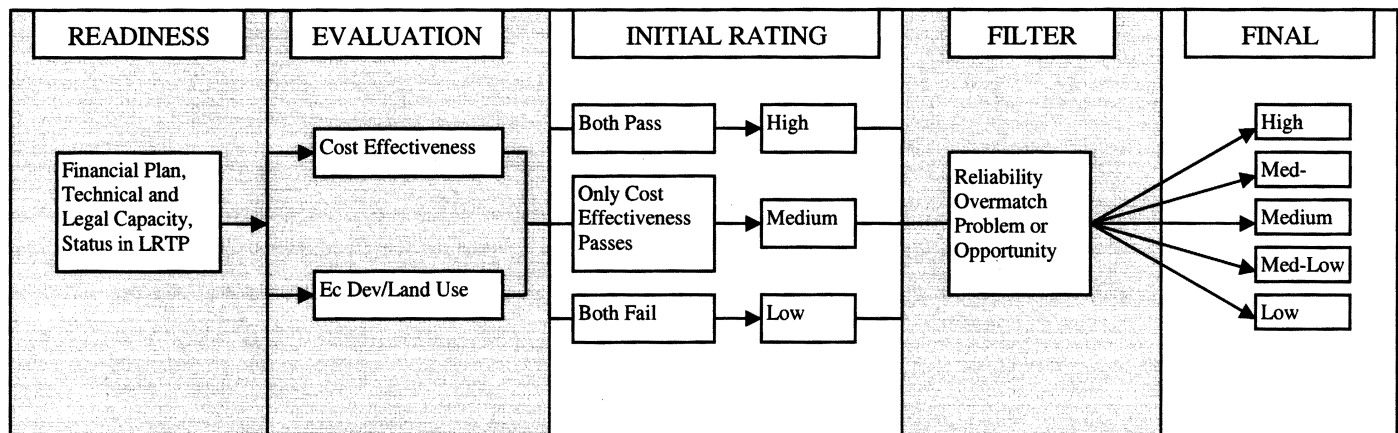 READINESS
EVALUATION
INITIAL RATING
FILTER
FINAL
Financial Plan,
Technical and
Legal Capacity,
Status in LRTP
Cost Effectiveness
Ec Dev/Land Use
Both Pass
High
Only Cost
Effectiveness
Passes
Medium
Both Fail
Low
Reliability
Overmatch
Problem or
Opportunity
High
Med-
Medium
Med-Low
Low